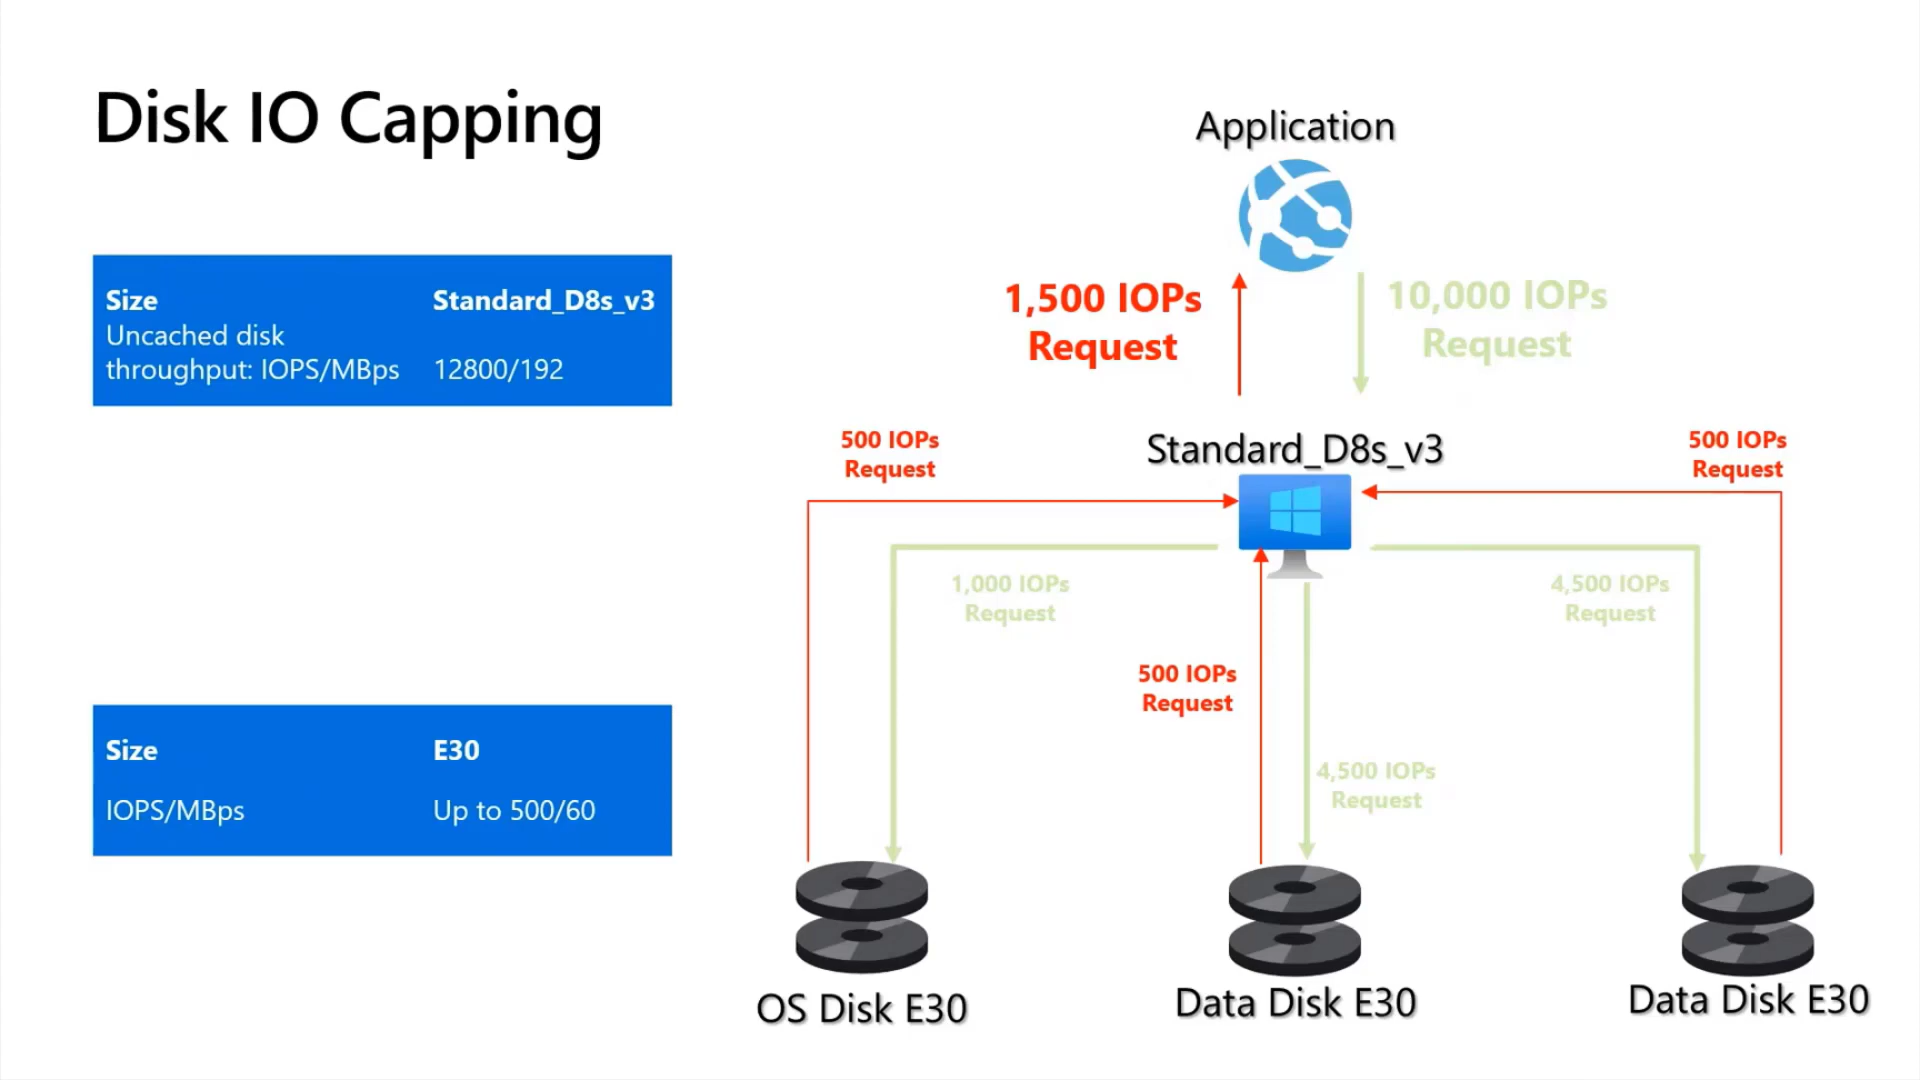 Disk IO Capping
Size Standard_D8s_v3
Uncached disk
throughput: IOPS/MBps 12800/192
Size E30
IOPS/MBps Up to 500/60
Application
1,500 IOPs
Request
10,000 IOPs
Request
Standard_D8s_v3
500 IOPs
Request
500 IOPs
Request
1,000 IOPs
Request
4,500 IOPs
Request
500 IOPs
Request
4,500 IOPs
Request
OS Disk E30
Data Disk E30
Data Disk E30